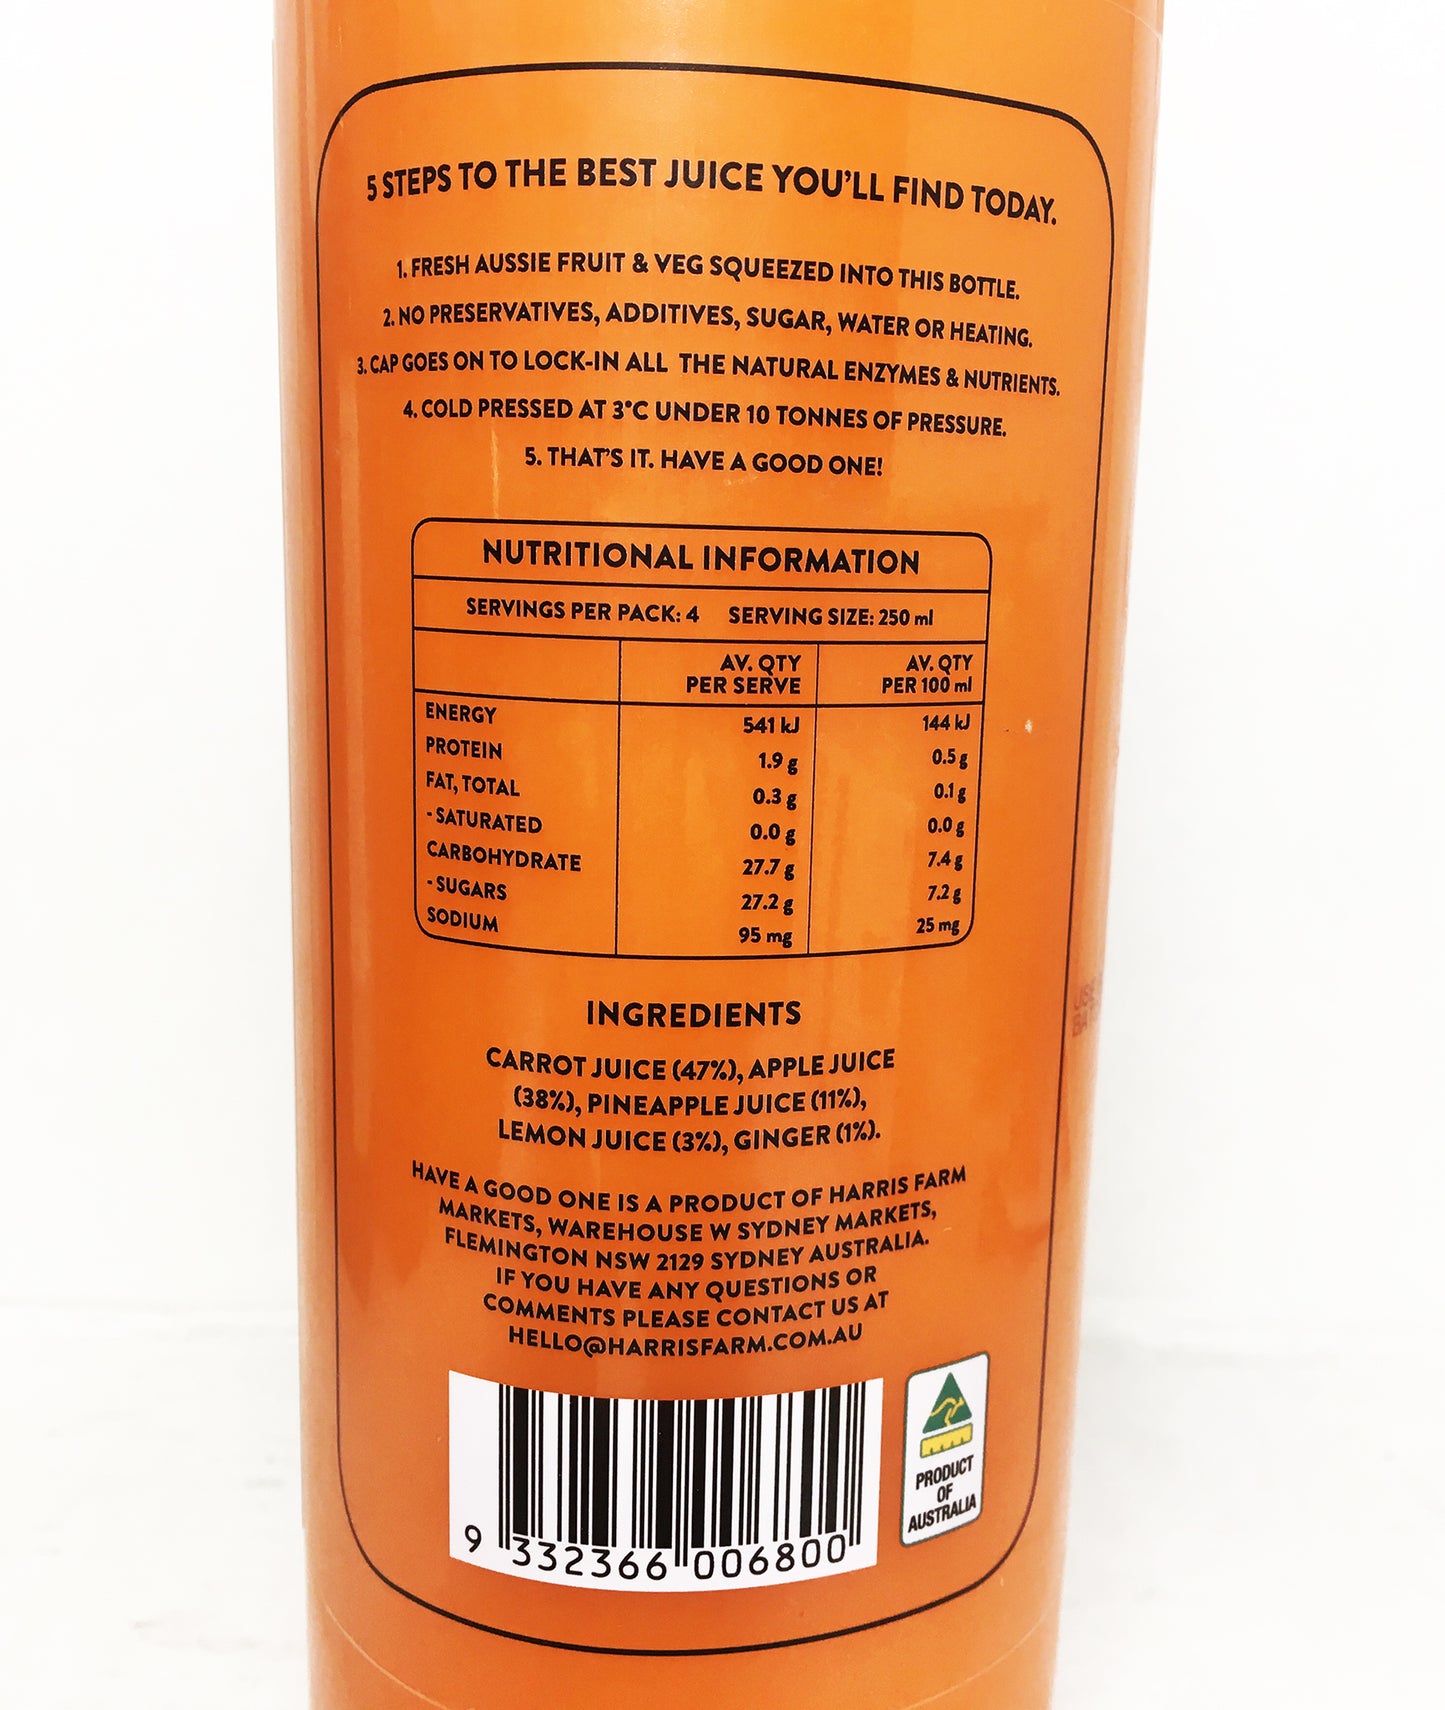 5 STEPS TO THE BEST JUICE YOU'LL FIND TODAY.
1. FRESH AUSSIE FRUIT & VEG SQUEEZED INTO THIS BOTTLE.
2. NO PRESERVATIVES, ADDITIVES, SUGAR, WATER OR HEATING.
3. CAP GOES ON TO LOCK-IN ALL THE NATURAL ENZYMES & NUTRIENTS.
4. COLD PRESSED AT 3°C UNDER 10 TONNES OF PRESSURE.
5. THAT'S IT. HAVE A GOOD ONE!
NUTRITIONAL INFORMATION
SERVINGS PER PACK: 4 SERVING SIZE: 250 ml
AV. QTY AV. QTY
PER SERVE PER 100 ml
ENERGY 541 kJ 144 kJ
PROTEIN 1.9 g 0.5 g
FAT, TOTAL 0.3 g 0.1 g
- SATURATED 0.0 g 0.0 g
CARBOHYDRATE 27.7 g 7.4 g
- SUGARS 27.2 g 7.2 g
SODIUM 95 mg 25 mg
INGREDIENTS
CARROT JUICE (47%), APPLE JUICE
(38%), PINEAPPLE JUICE (11%),
LEMON JUICE (3%), GINGER (1%).
HAVE A GOOD ONE IS A PRODUCT OF HARRIS FARM
MARKETS, WAREHOUSE W SYDNEY MARKETS,
FLEMINGTON NSW 2129 SYDNEY AUSTRALIA.
IF YOU HAVE ANY QUESTIONS OR
COMMENTS PLEASE CONTACT US AT
HELLO@HARRISFARM.COM.AU
9 332366 006800
PRODUCT
OF
AUSTRALIA